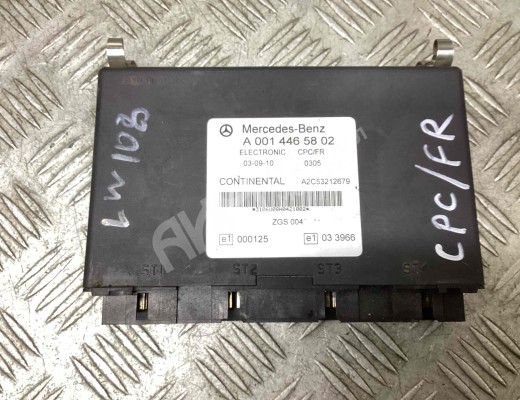 Mercedes-Benz
A 001 446 58 02
ELECTRONIC CPC/FR
03-09-10 0305
CONTINENTAL A2C53212679
ZGS 004
e1 000125 e1 03 3966
ST1 ST2 ST3
CPC/FR